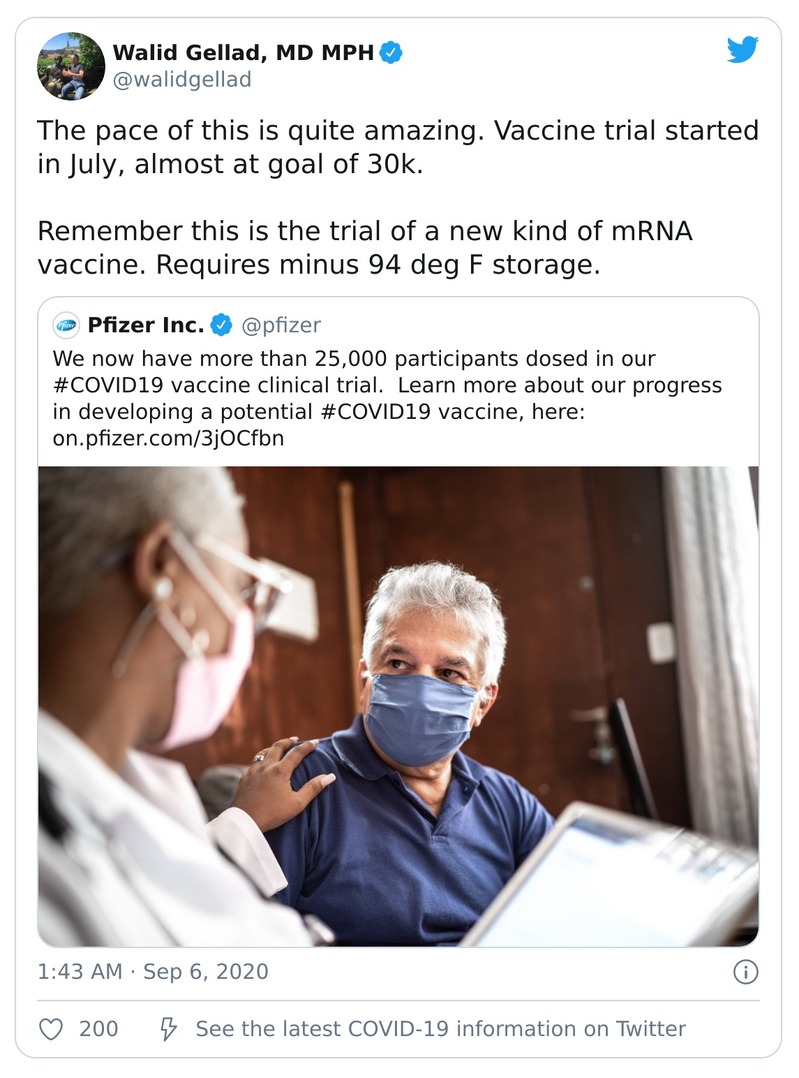 Walid Gellad, MD MPH
@walidgellad
The pace of this is quite amazing. Vaccine trial started
in July, almost at goal of 30k.
Remember this is the trial of a new kind of mRNA
vaccine. Requires minus 94 deg F storage.
Pfizer
Pfizer Inc. @pfizer
We now have more than 25,000 participants dosed in our
#COVID19 vaccine clinical trial.  Learn more about our progress
in developing a potential #COVID19 vaccine, here:
on.pfizer.com/3jOCfbn
1:43 AM · Sep 6, 2020
200 See the latest COVID-19 information on Twitter